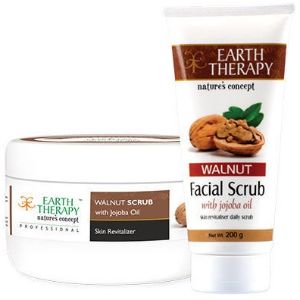 EARTH
THERAPY
nature's concept
PROFESSIONAL
WALNUT SCRUB
with Jojoba Oil
Skin Revitalizer
EARTH
THERAPY
nature's concept
WALNUT
Facial Scrub
with jojoba oil
skin revitaliser daily scrub
Net Wt. 200 g